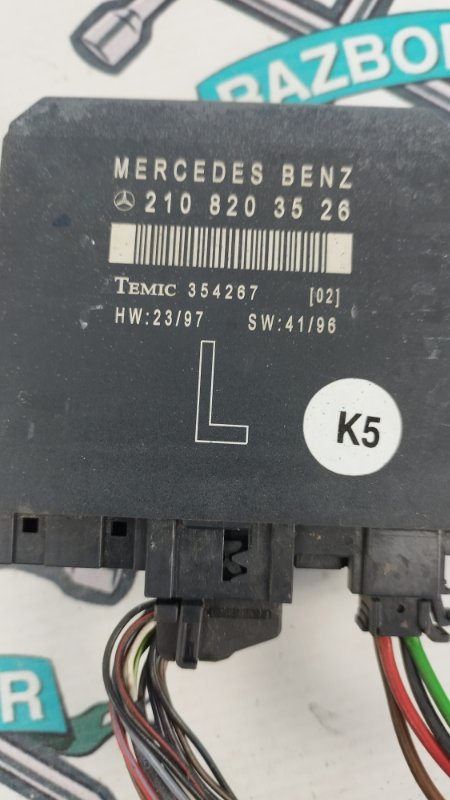 RAZBOR
MERCEDES BENZ
210 820 35 26
TEMIC 354267 [02]
HW:23/97 SW:41/96
L
K5
R